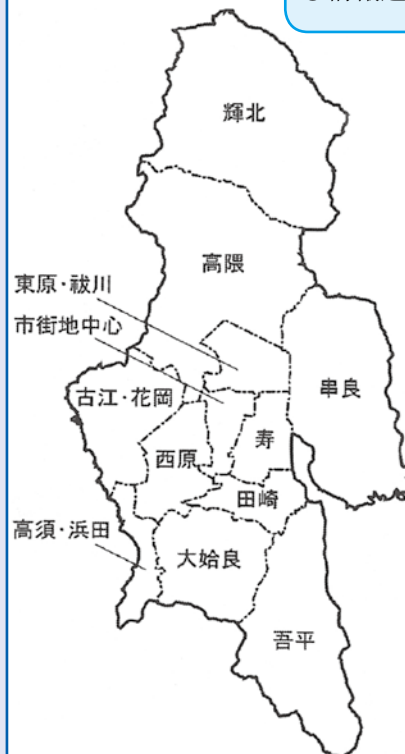 輝北
高隈
東原・祓川
市街地中心
串良
古江・花岡
寿
西原
田崎
高須・浜田
大姶良
吾平